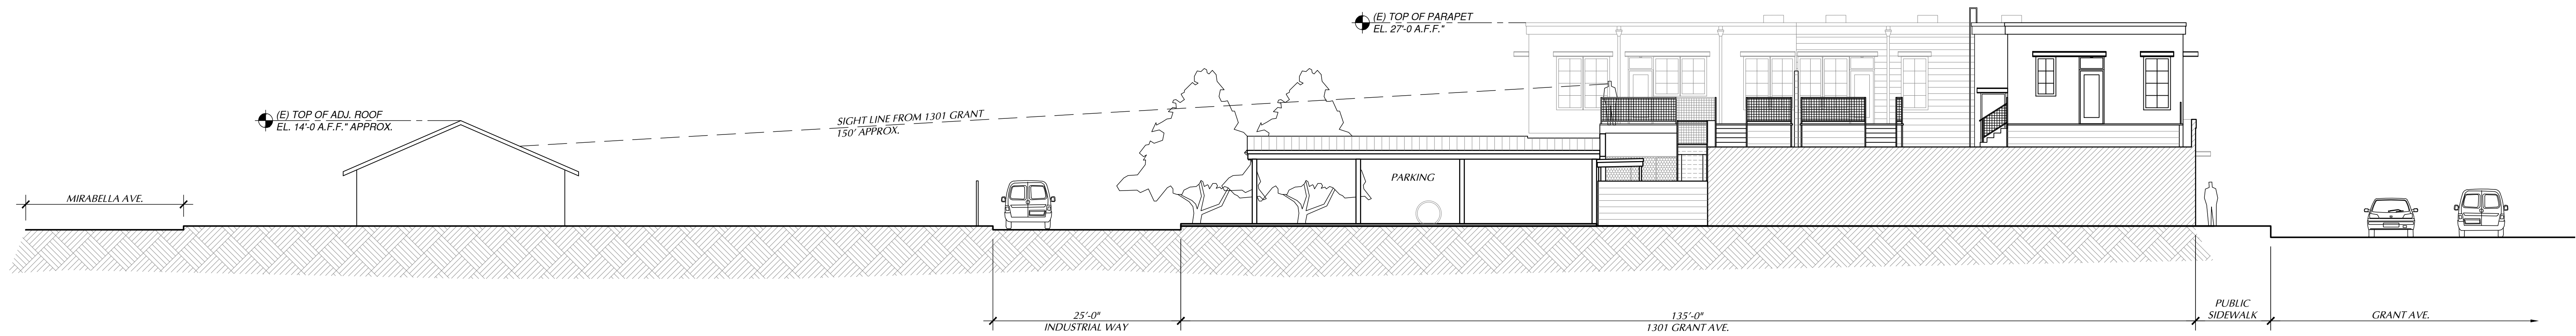 (E) TOP OF PARAPET
EL. 27'-0 A.F.F."
(E) TOP OF ADJ. ROOF
EL. 14'-0 A.F.F." APPROX.
SIGHT LINE FROM 1301 GRANT
150' APPROX.
PARKING
MIRABELLA AVE.
25'-0"
INDUSTRIAL WAY
135'-0"
1301 GRANT AVE.
PUBLIC
SIDEWALK
GRANT AVE.